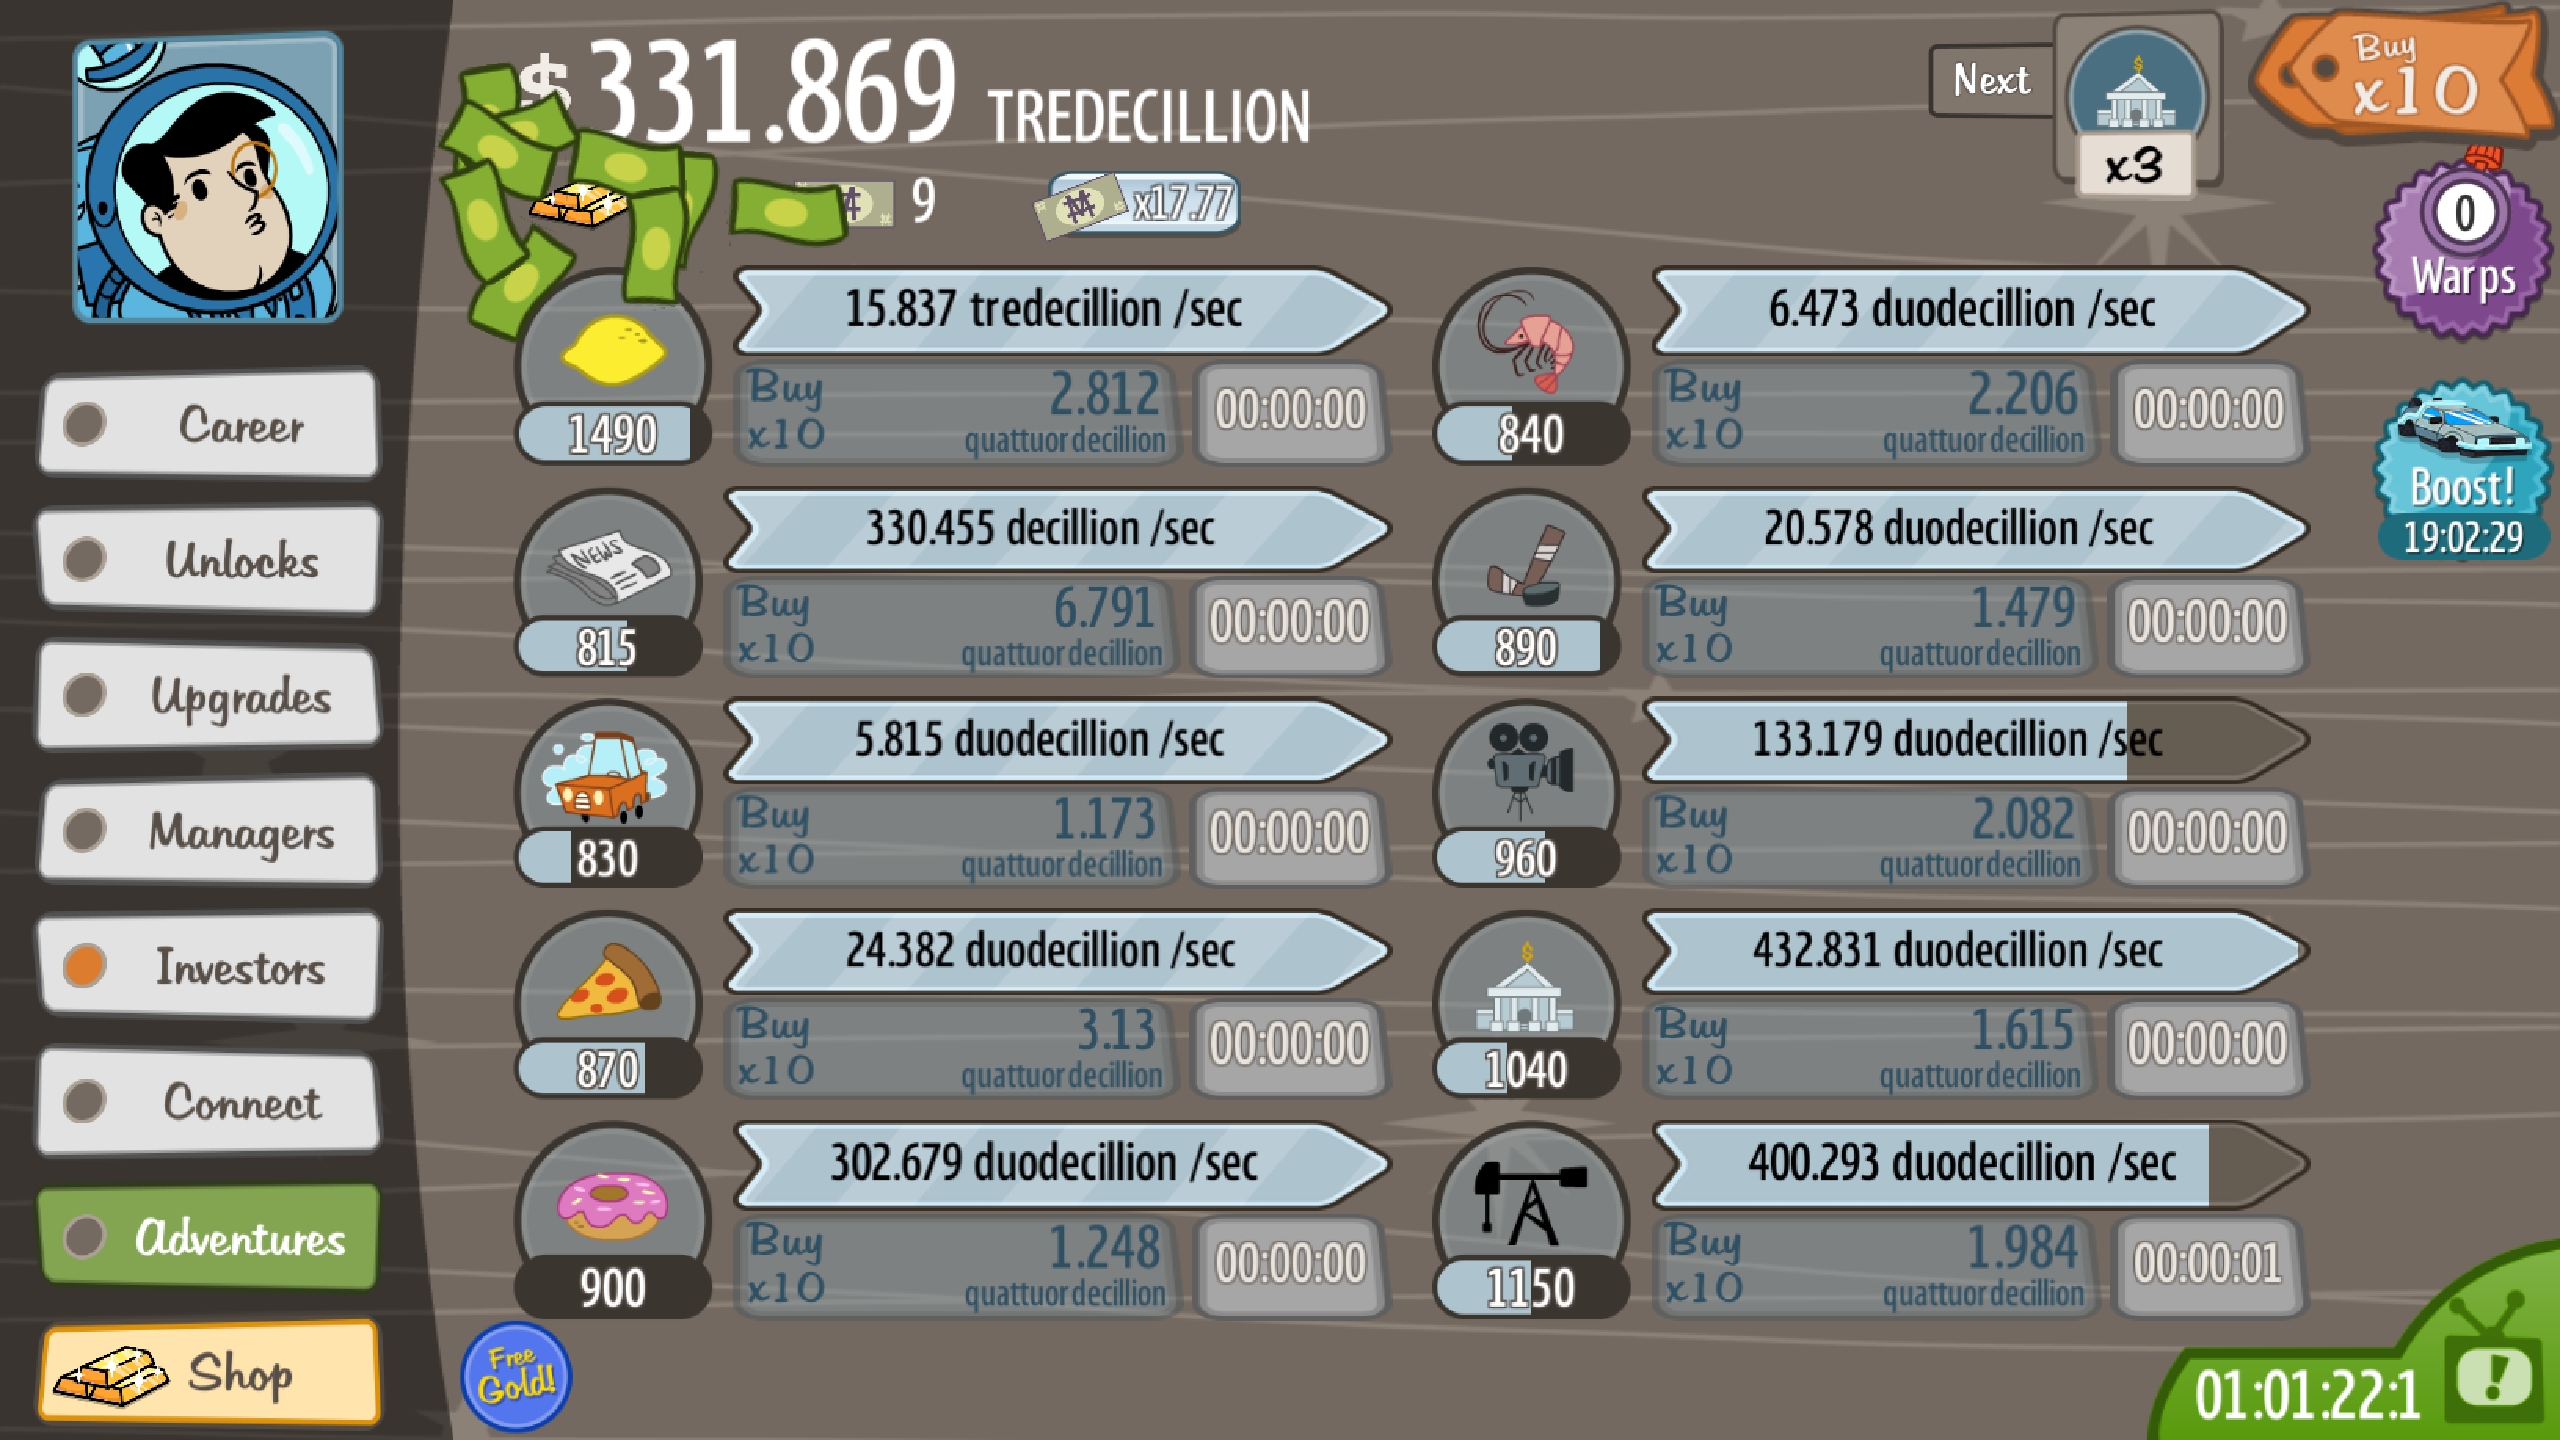 $331.869 TREDECILLION
9
x17.77
Next
x3
Buy
x10
0
Warps
Boost!
19:02:29
Career
Unlocks
Upgrades
Managers
Investors
Connect
Adventures
Shop
15.837 tredecillion /sec
1490
Buy
x10
2.812
quattuordecillion
00:00:00
6.473 duodecillion /sec
840
Buy
x10
2.206
quattuordecillion
00:00:00
NEWS
330.455 decillion /sec
815
Buy
x10
6.791
quattuordecillion
00:00:00
20.578 duodecillion /sec
890
Buy
x10
1.479
quattuordecillion
00:00:00
5.815 duodecillion /sec
830
Buy
x10
1.173
quattuordecillion
00:00:00
133.179 duodecillion /sec
960
Buy
x10
2.082
quattuordecillion
00:00:00
24.382 duodecillion /sec
870
Buy
x10
3.13
quattuordecillion
00:00:00
$
432.831 duodecillion /sec
1040
Buy
x10
1.615
quattuordecillion
00:00:00
302.679 duodecillion /sec
900
Buy
x10
1.248
quattuordecillion
00:00:00
400.293 duodecillion /sec
1150
Buy
x10
1.984
quattuordecillion
00:00:01
Free
Gold!
01:01:22:1
!